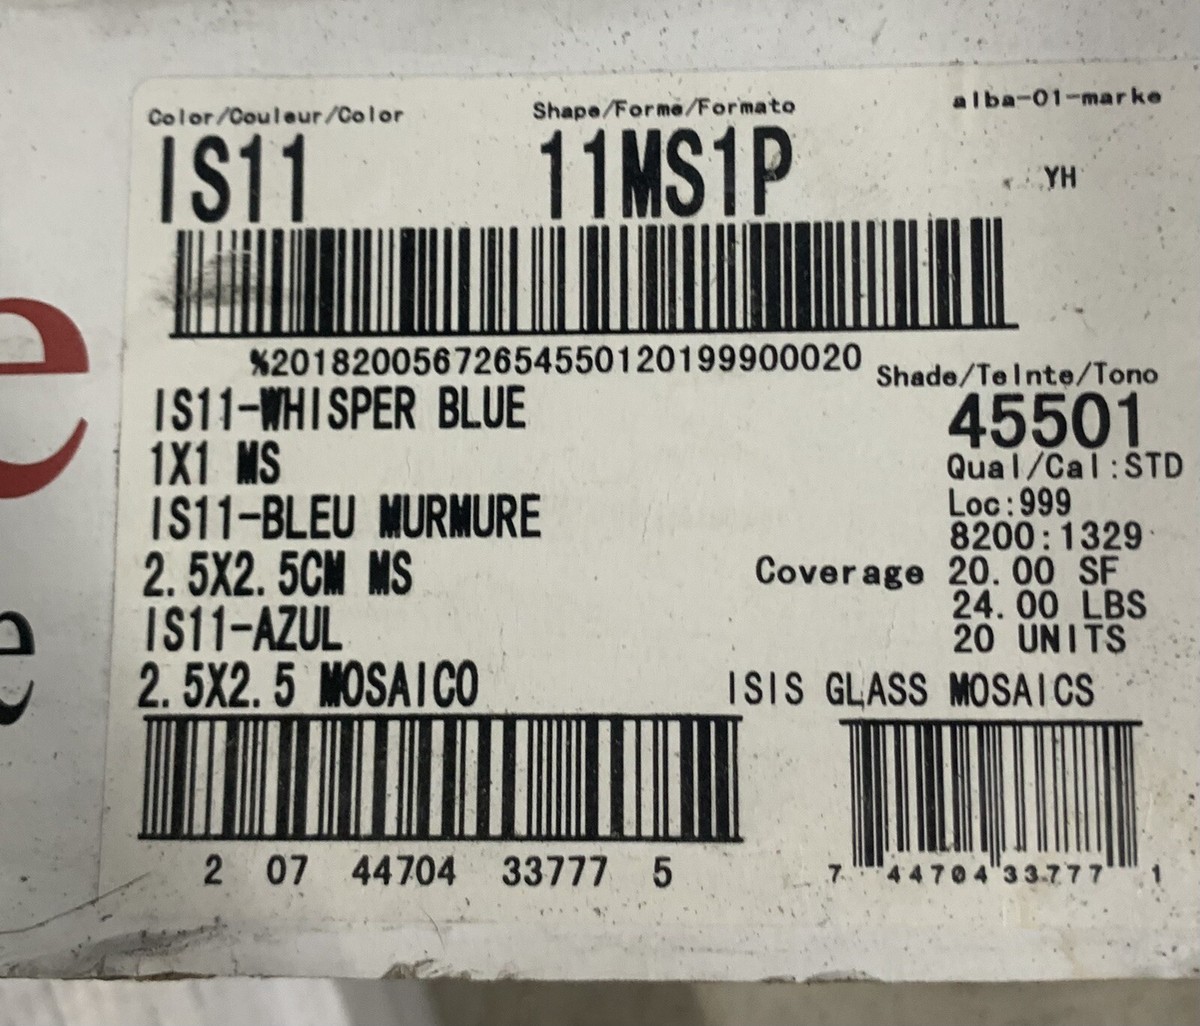 Color/Couleur/Color Shape/Forme/Formato alba-01-marke
IS11 11MS1P YH
%20182005672654550120199900020
Shade/Teinte/Tono
IS11-WHISPER BLUE 45501
1X1 MS Qual/Cal:STD
Loc:999
IS11-BLEU MURMURE 8200:1329
2.5X2.5CM MS Coverage 20.00 SF
24.00 LBS
IS11-AZUL 20 UNITS
2.5X2.5 MOSAICO ISIS GLASS MOSAICS
2 07 44704 33777 5 7 44704 33777 1
e
e